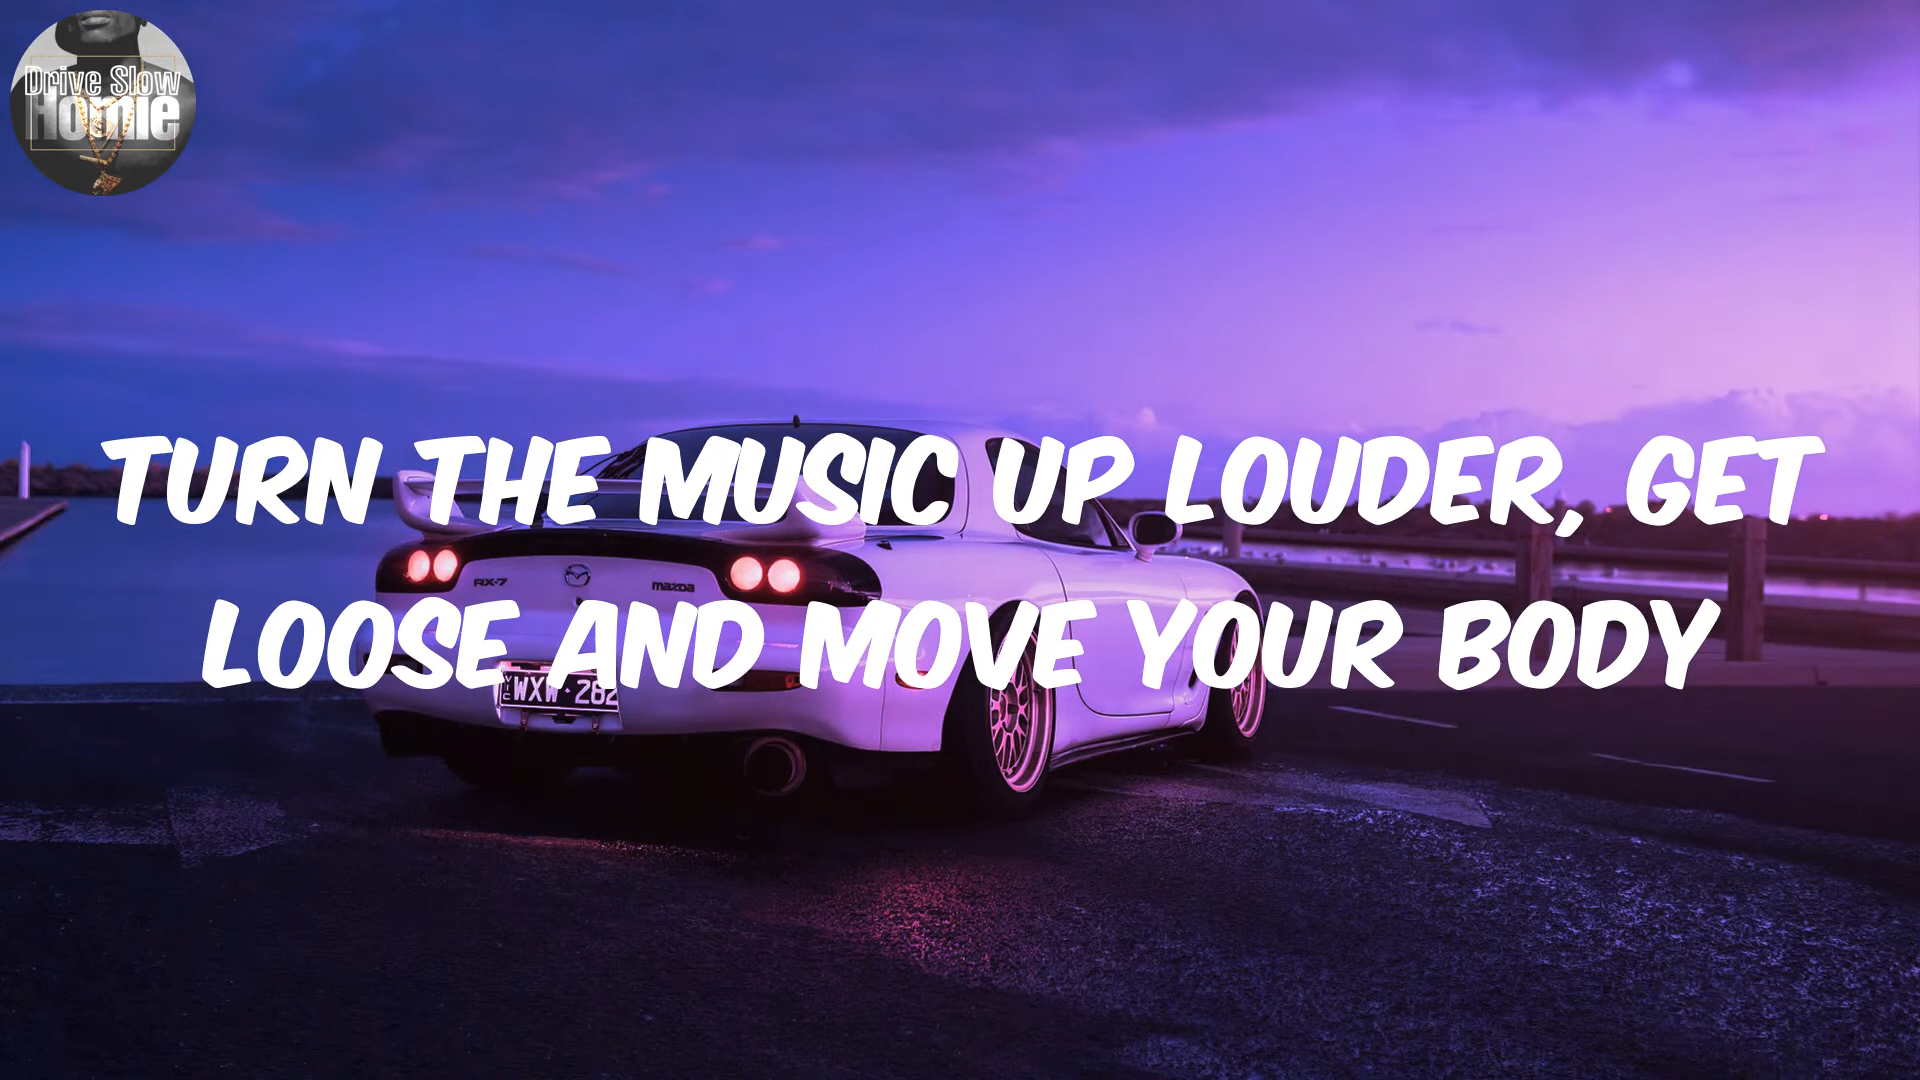 Drive Slow
Homie
TURN THE MUSIC UP LOUDER, GET
LOOSE AND MOVE YOUR BODY
RX-7
mazda
VIC
WXW·282